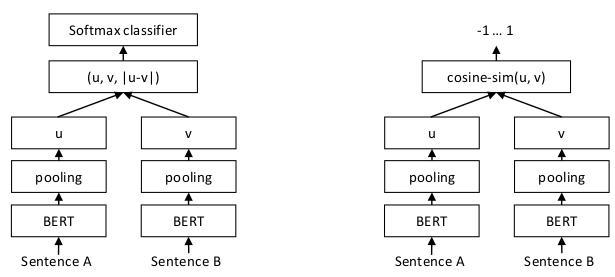 Softmax classifier
(u, v, |u-v|)
u
v
pooling
pooling
BERT
BERT
Sentence A
Sentence B
-1 … 1
cosine-sim(u, v)
u
v
pooling
pooling
BERT
BERT
Sentence A
Sentence B